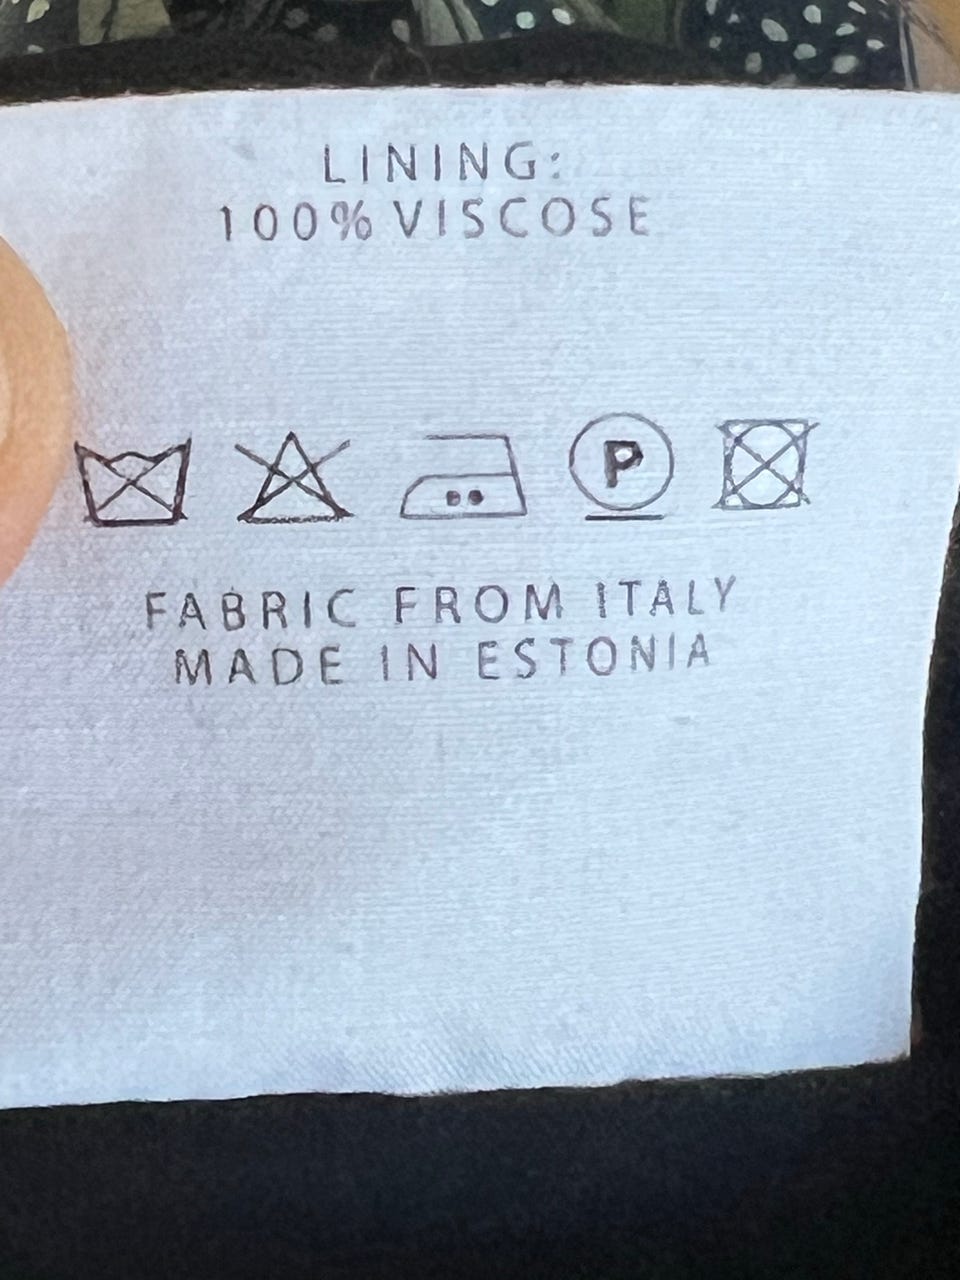 LINING:
100% VISCOSE
P
FABRIC FROM ITALY
MADE IN ESTONIA